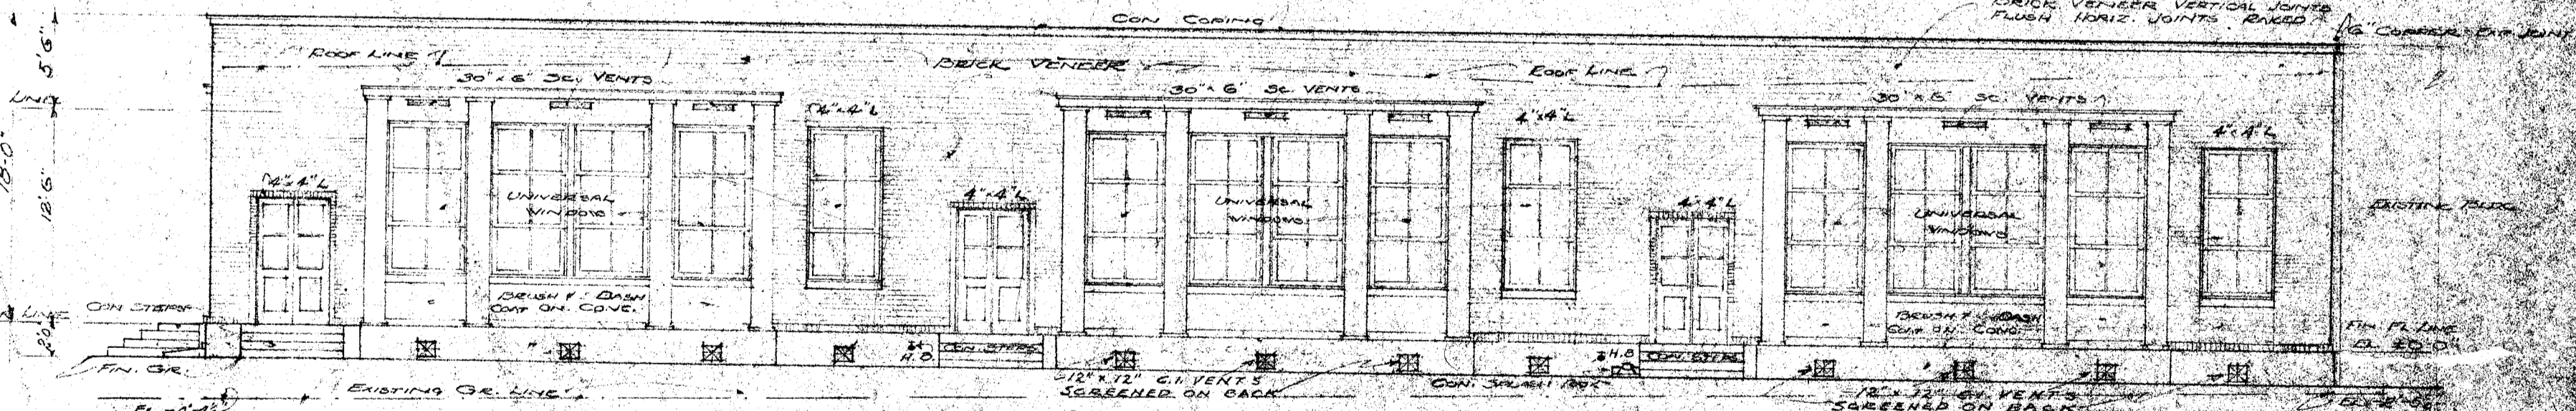 CON COPING
BRICK VENEER VERTICAL JOINTS
FLUSH HORIZ. JOINTS RAKED
6" COPPER EXP JOINT
5'6"
ROOF LINE
BRICK VENEER
ROOF LINE
30" x 6" SC. VENTS
30" x 6" SC. VENTS
30" x 6" SC. VENTS
18'-0"
12'6"
4" x 4" L
4" x 4" L
4" x 4" L
4" x 4" L
4" x 4" L
4" x 4" L
UNIVERSAL
WINDOW
UNIVERSAL
WINDOWS
UNIVERSAL
WINDOWS
EXISTING BLDG
LINE
CON STEPS
BRUSH & DASH
COAT ON CONC.
BRUSH & DASH
COAT ON CONC
FIN. FL. LINE
EL. ±0'0"
H.B
CON. STEPS
H.B
CON. STEPS
FIN. GR.
EXISTING GR. LINE
12" x 12" G.I. VENTS
SCREENED ON BACK
CON. SPLASH
12" x 12" G.I. VENTS
SCREENED ON BACK